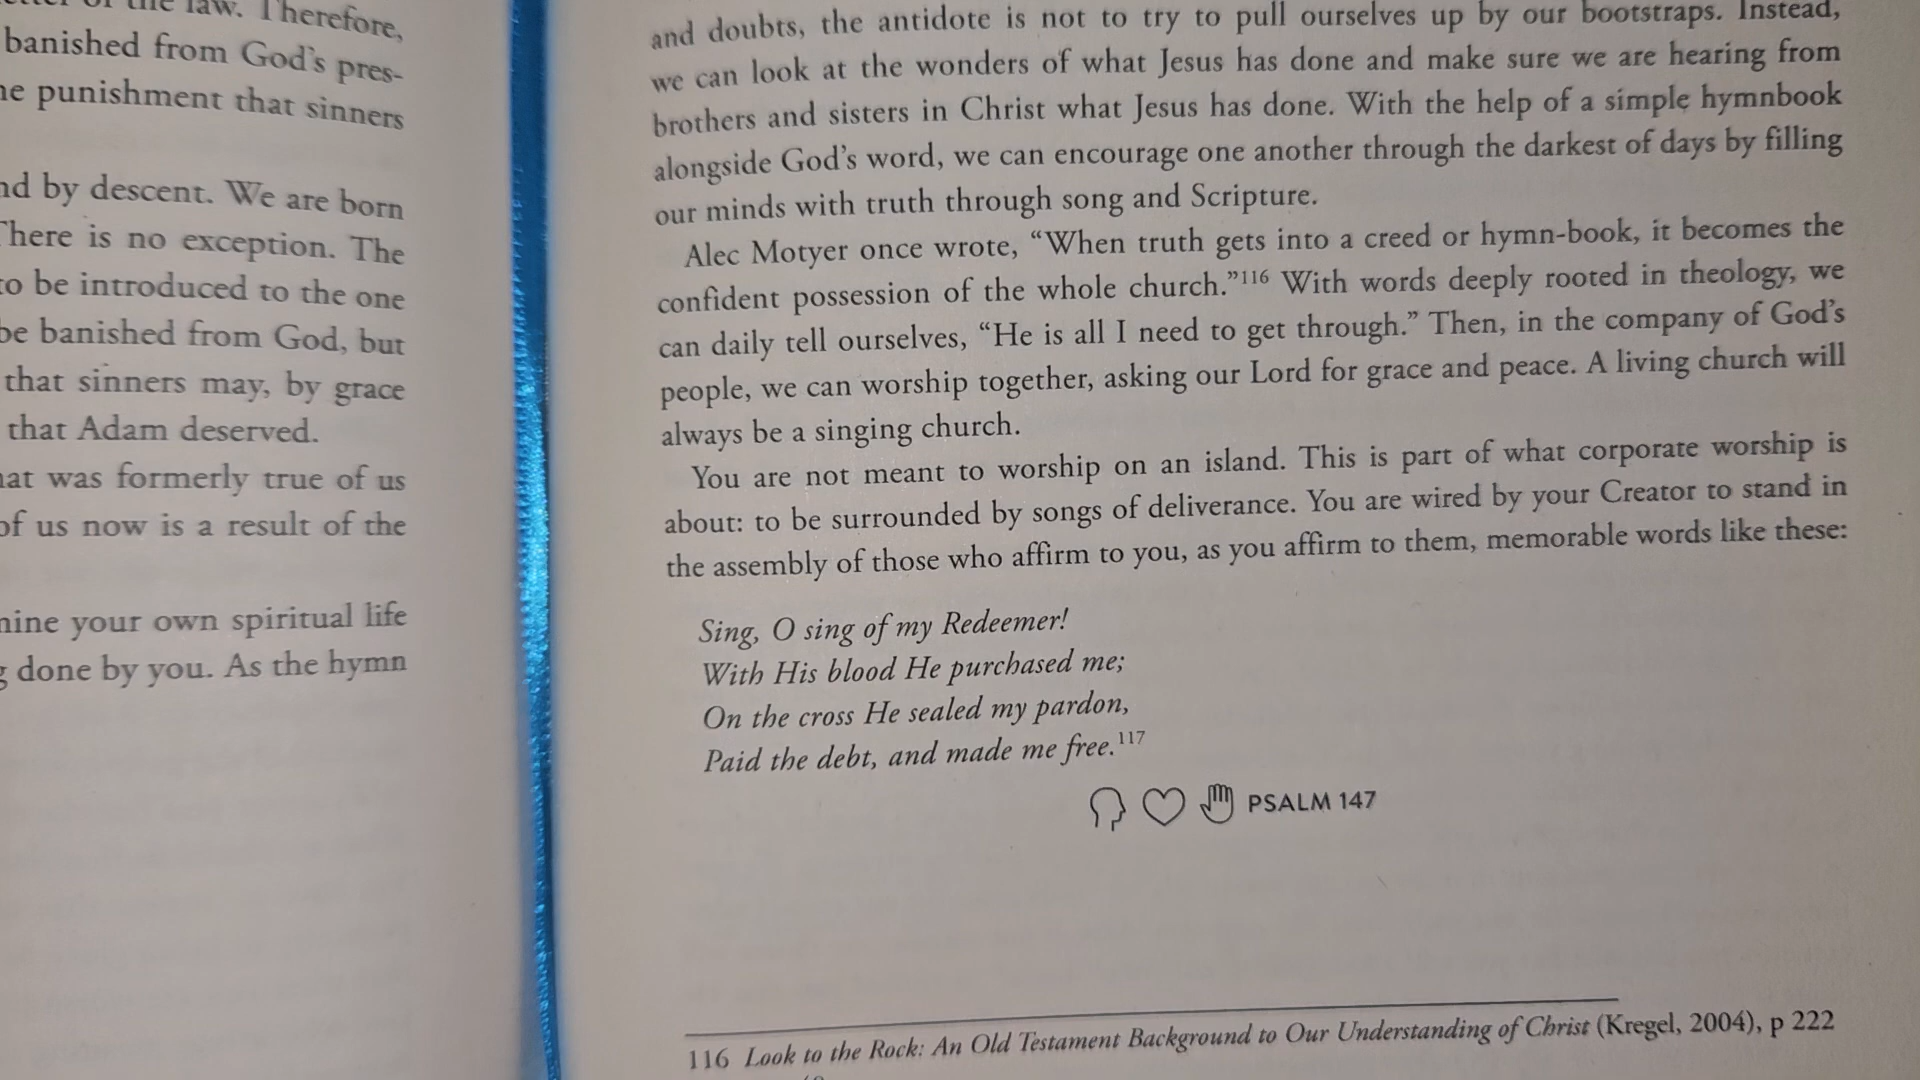 of the law. Therefore,
banished from God's pres-
punishment that sinners
by descent. We are born
There is no exception. The
to be introduced to the one
be banished from God, but
that sinners may, by grace
that Adam deserved.
was formerly true of us
of us now is a result of the
your own spiritual life
done by you. As the hymn
and doubts, the antidote is not to try to pull ourselves up by our bootstraps. Instead,
we can look at the wonders of what Jesus has done and make sure we are hearing from
brothers and sisters in Christ what Jesus has done. With the help of a simple hymnbook
alongside God's word, we can encourage one another through the darkest of days by filling
our minds with truth through song and Scripture.
Alec Motyer once wrote, “When truth gets into a creed or hymn-book, it becomes the
confident possession of the whole church.”116 With words deeply rooted in theology, we
can daily tell ourselves, “He is all I need to get through.” Then, in the company of God's
people, we can worship together, asking our Lord for grace and peace. A living church will
always be a singing church.
You are not meant to worship on an island. This is part of what corporate worship is
about: to be surrounded by songs of deliverance. You are wired by your Creator to stand in
the assembly of those who affirm to you, as you affirm to them, memorable words like these:
Sing, O sing of my Redeemer!
With His blood He purchased me;
On the cross He sealed my pardon,
Paid the debt, and made me free.117
PSALM 147
116 Look to the Rock: An Old Testament Background to Our Understanding of Christ (Kregel, 2004), p 222